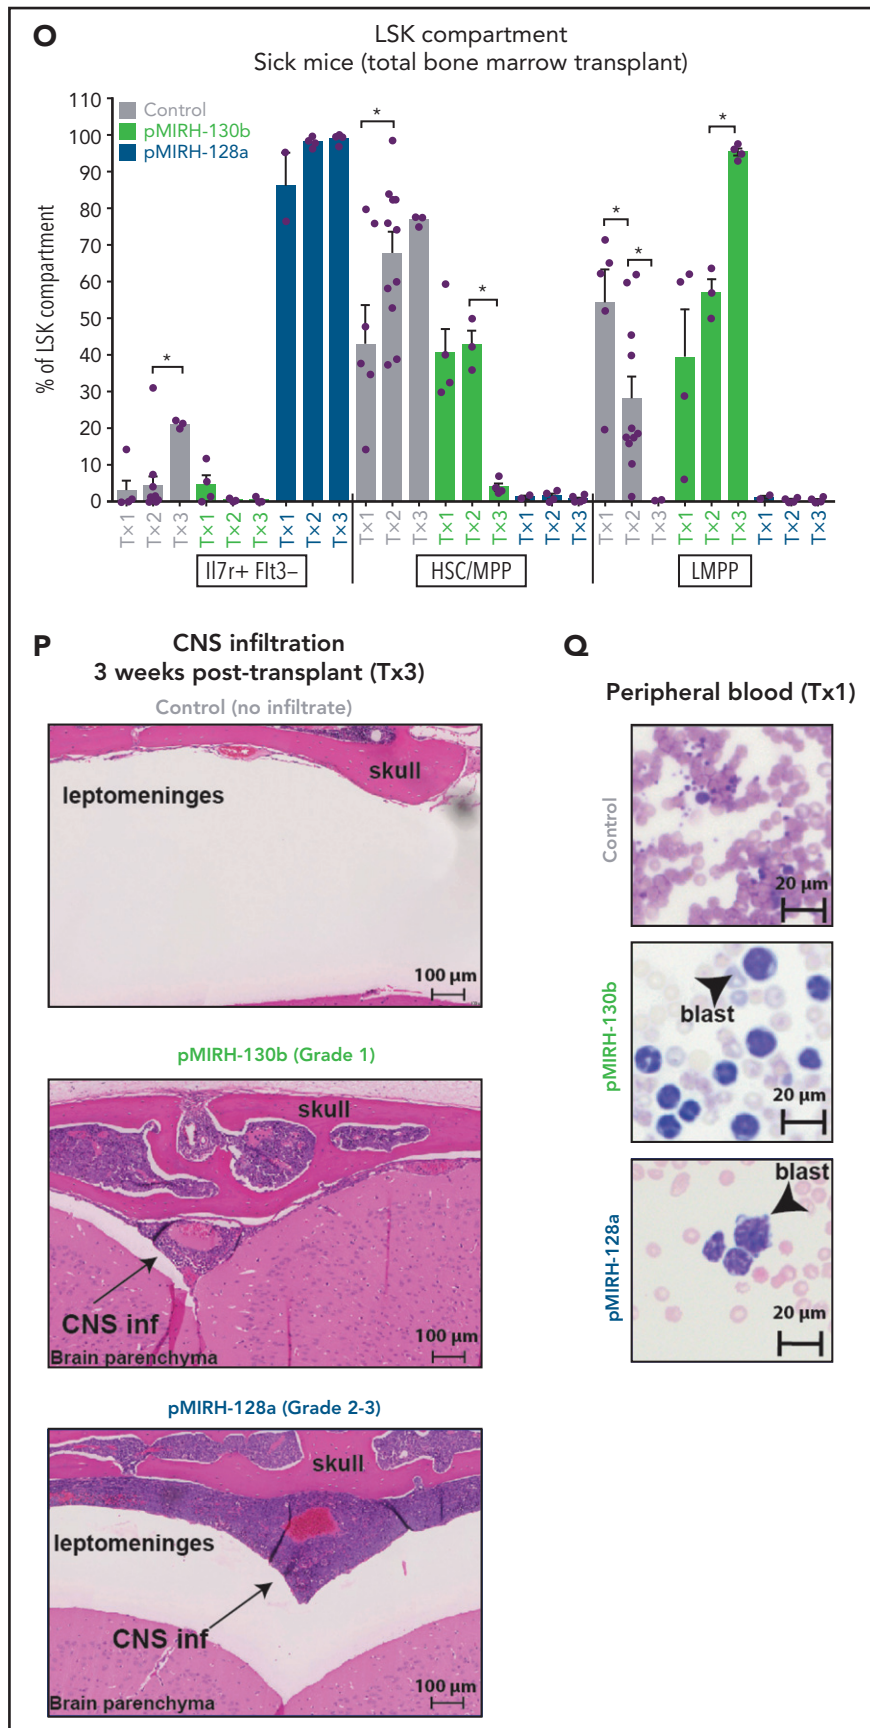 O
LSK compartment
Sick mice (total bone marrow transplant)
Control
pMIRH-130b
pMIRH-128a
% of LSK compartment
110
100
90
80
70
60
50
40
30
20
10
0
*
*
*
*
*
*
Tx1 Tx2 Tx3 Tx1 Tx2 Tx3 Tx1 Tx2 Tx3 Tx1 Tx2 Tx3 Tx1 Tx2 Tx3 Tx1 Tx2 Tx3 Tx1 Tx2 Tx3 Tx1 Tx2 Tx3 Tx1 Tx2 Tx3
Il7r+ Flt3– HSC/MPP LMPP
P
CNS infiltration
3 weeks post-transplant (Tx3)
Control (no infiltrate)
skull
leptomeninges
100 µm
pMIRH-130b (Grade 1)
skull
CNS inf
100 µm
Brain parenchyma
pMIRH-128a (Grade 2-3)
skull
leptomeninges
CNS inf
100 µm
Brain parenchyma
Q
Peripheral blood (Tx1)
Control
20 µm
pMIRH-130b
blast
20 µm
pMIRH-128a
blast
20 µm